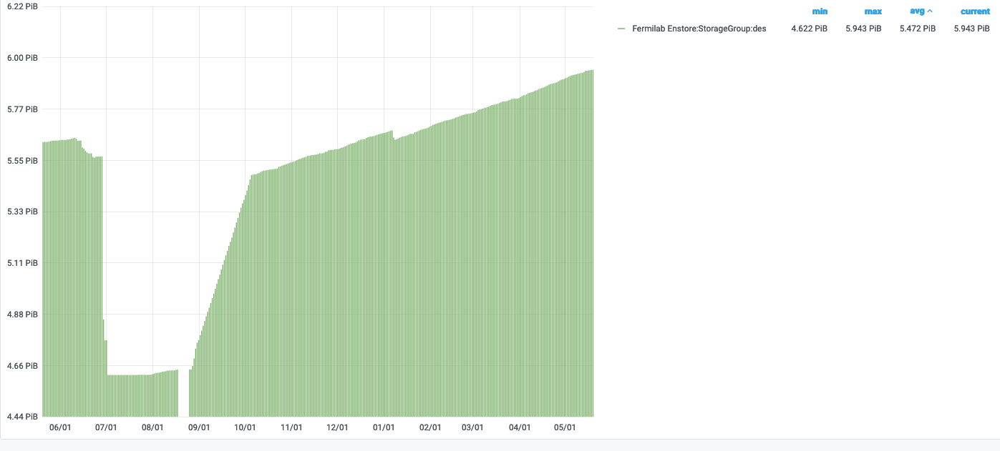 6.22 PiB
6.00 PiB
5.77 PiB
5.55 PiB
5.33 PiB
5.11 PiB
4.88 PiB
4.66 PiB
4.44 PiB
06/01 07/01 08/01 09/01 10/01 11/01 12/01 01/01 02/01 03/01 04/01 05/01
min max avg current
Fermilab Enstore:StorageGroup:des 4.622 PiB 5.943 PiB 5.472 PiB 5.943 PiB